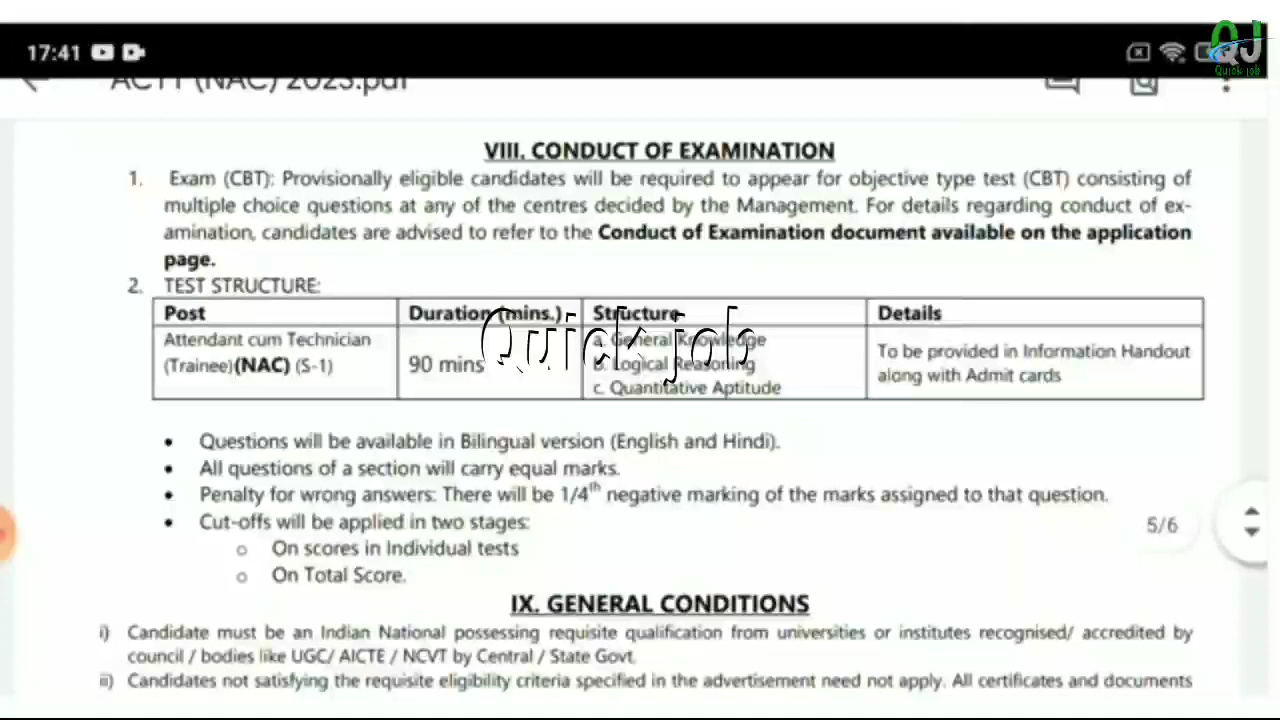 17:41
QJ
Quick job
ACTT (NAC) 2023.pdf
VIII. CONDUCT OF EXAMINATION
1. Exam (CBT): Provisionally eligible candidates will be required to appear for objective type test (CBT) consisting of
multiple choice questions at any of the centres decided by the Management. For details regarding conduct of ex-
amination, candidates are advised to refer to the Conduct of Examination document available on the application
page.
2. TEST STRUCTURE:
Post Duration (mins.) Structure Details
Attendant cum Technician
(Trainee)(NAC) (S-1)
90 mins
a. General Knowledge
b. Logical Reasoning
c. Quantitative Aptitude
To be provided in Information Handout
along with Admit cards
Quick job
• Questions will be available in Bilingual version (English and Hindi).
• All questions of a section will carry equal marks.
• Penalty for wrong answers: There will be 1/4th negative marking of the marks assigned to that question.
• Cut-offs will be applied in two stages:
o On scores in Individual tests
o On Total Score.
5/6
IX. GENERAL CONDITIONS
i) Candidate must be an Indian National possessing requisite qualification from universities or institutes recognised/ accredited by
council / bodies like UGC/ AICTE / NCVT by Central / State Govt.
ii) Candidates not satisfying the requisite eligibility criteria specified in the advertisement need not apply. All certificates and documents